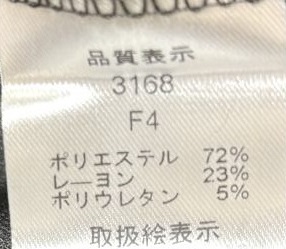 品質表示
3168
F4
ポリエステル 72%
レーヨン 23%
ポリウレタン 5%
取扱絵表示